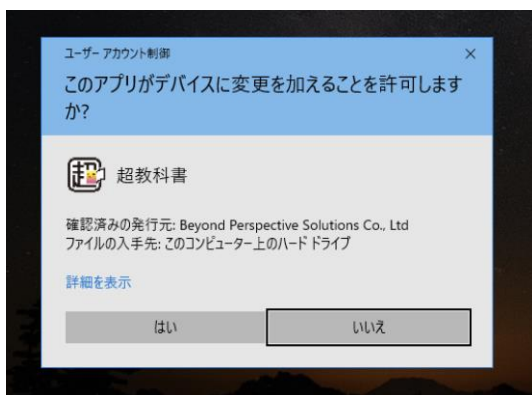 ユーザー アカウント制御
このアプリがデバイスに変更を加えることを許可します
か?
超
超教科書
確認済みの発行元: Beyond Perspective Solutions Co., Ltd
ファイルの入手先: このコンピューター上のハード ドライブ
詳細を表示
はい
いいえ